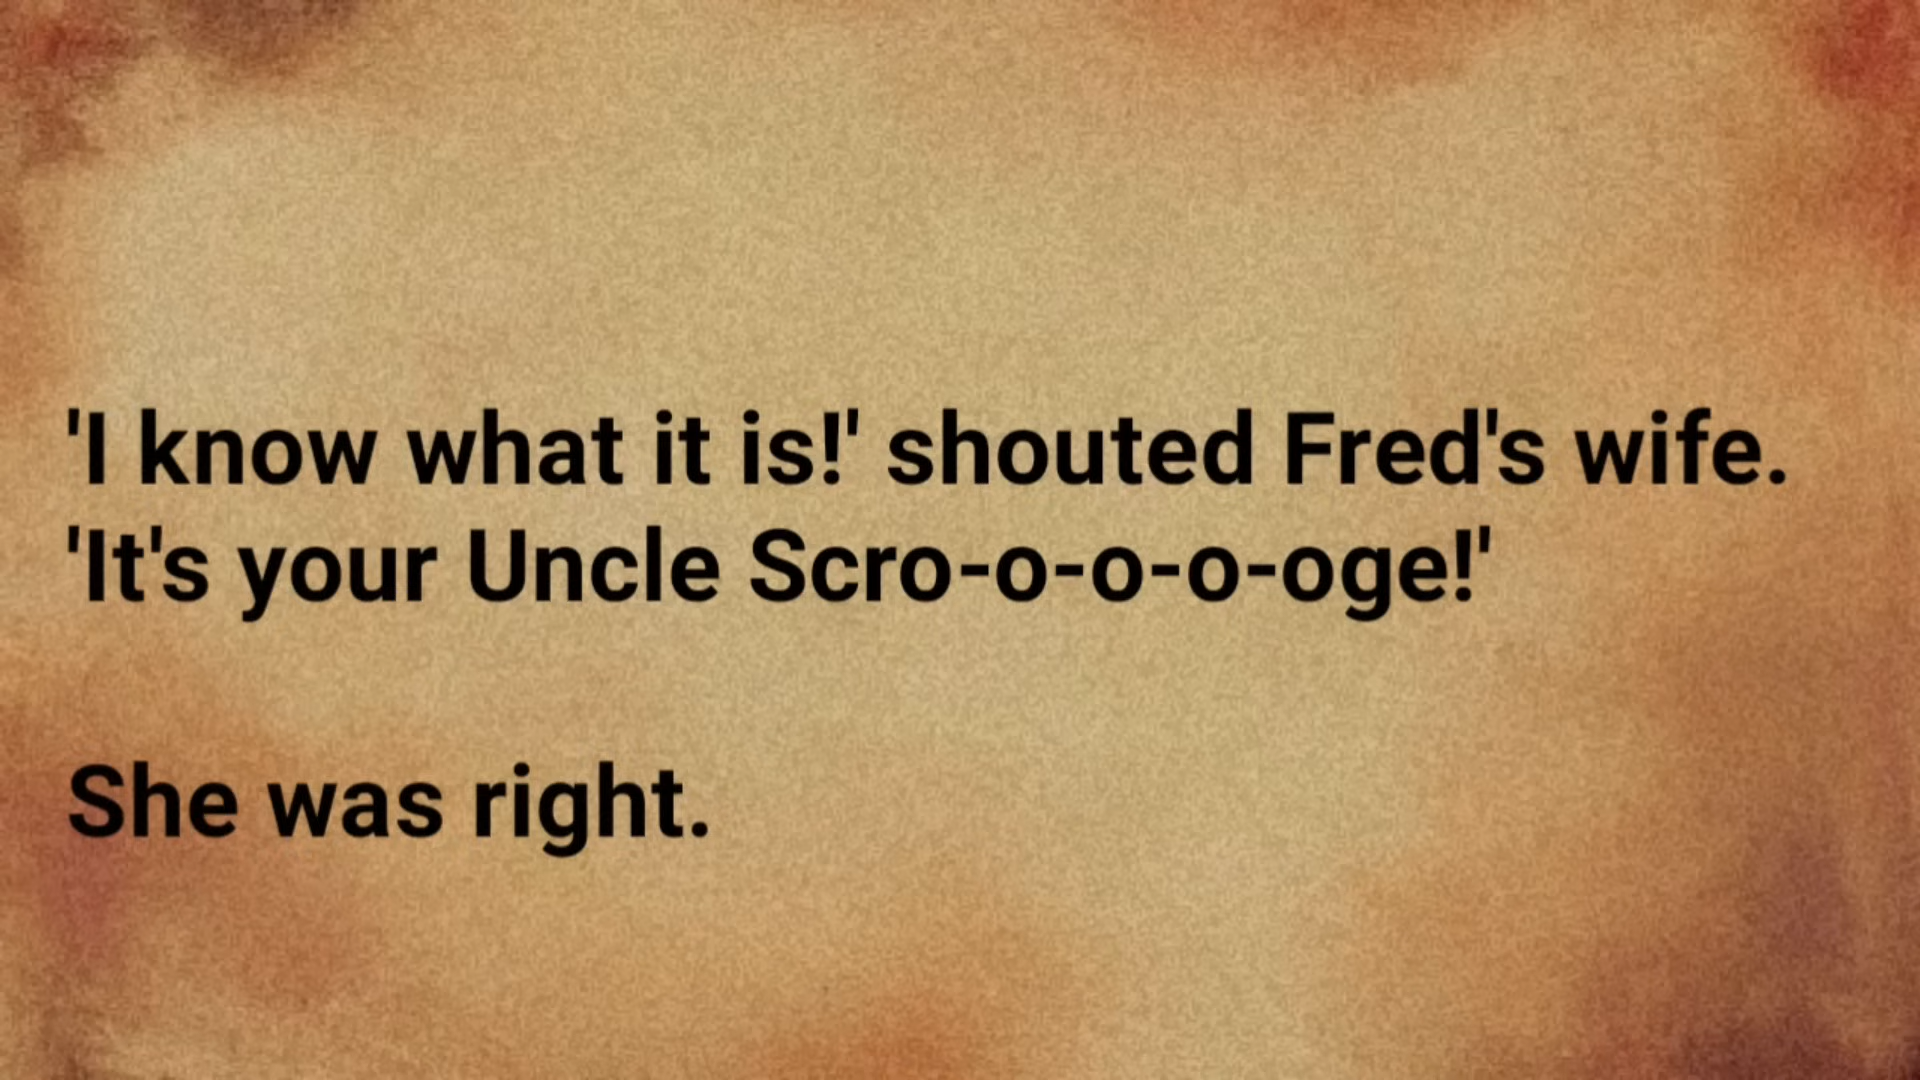 'I know what it is!' shouted Fred's wife.
'It's your Uncle Scro-o-o-o-oge!'
She was right.